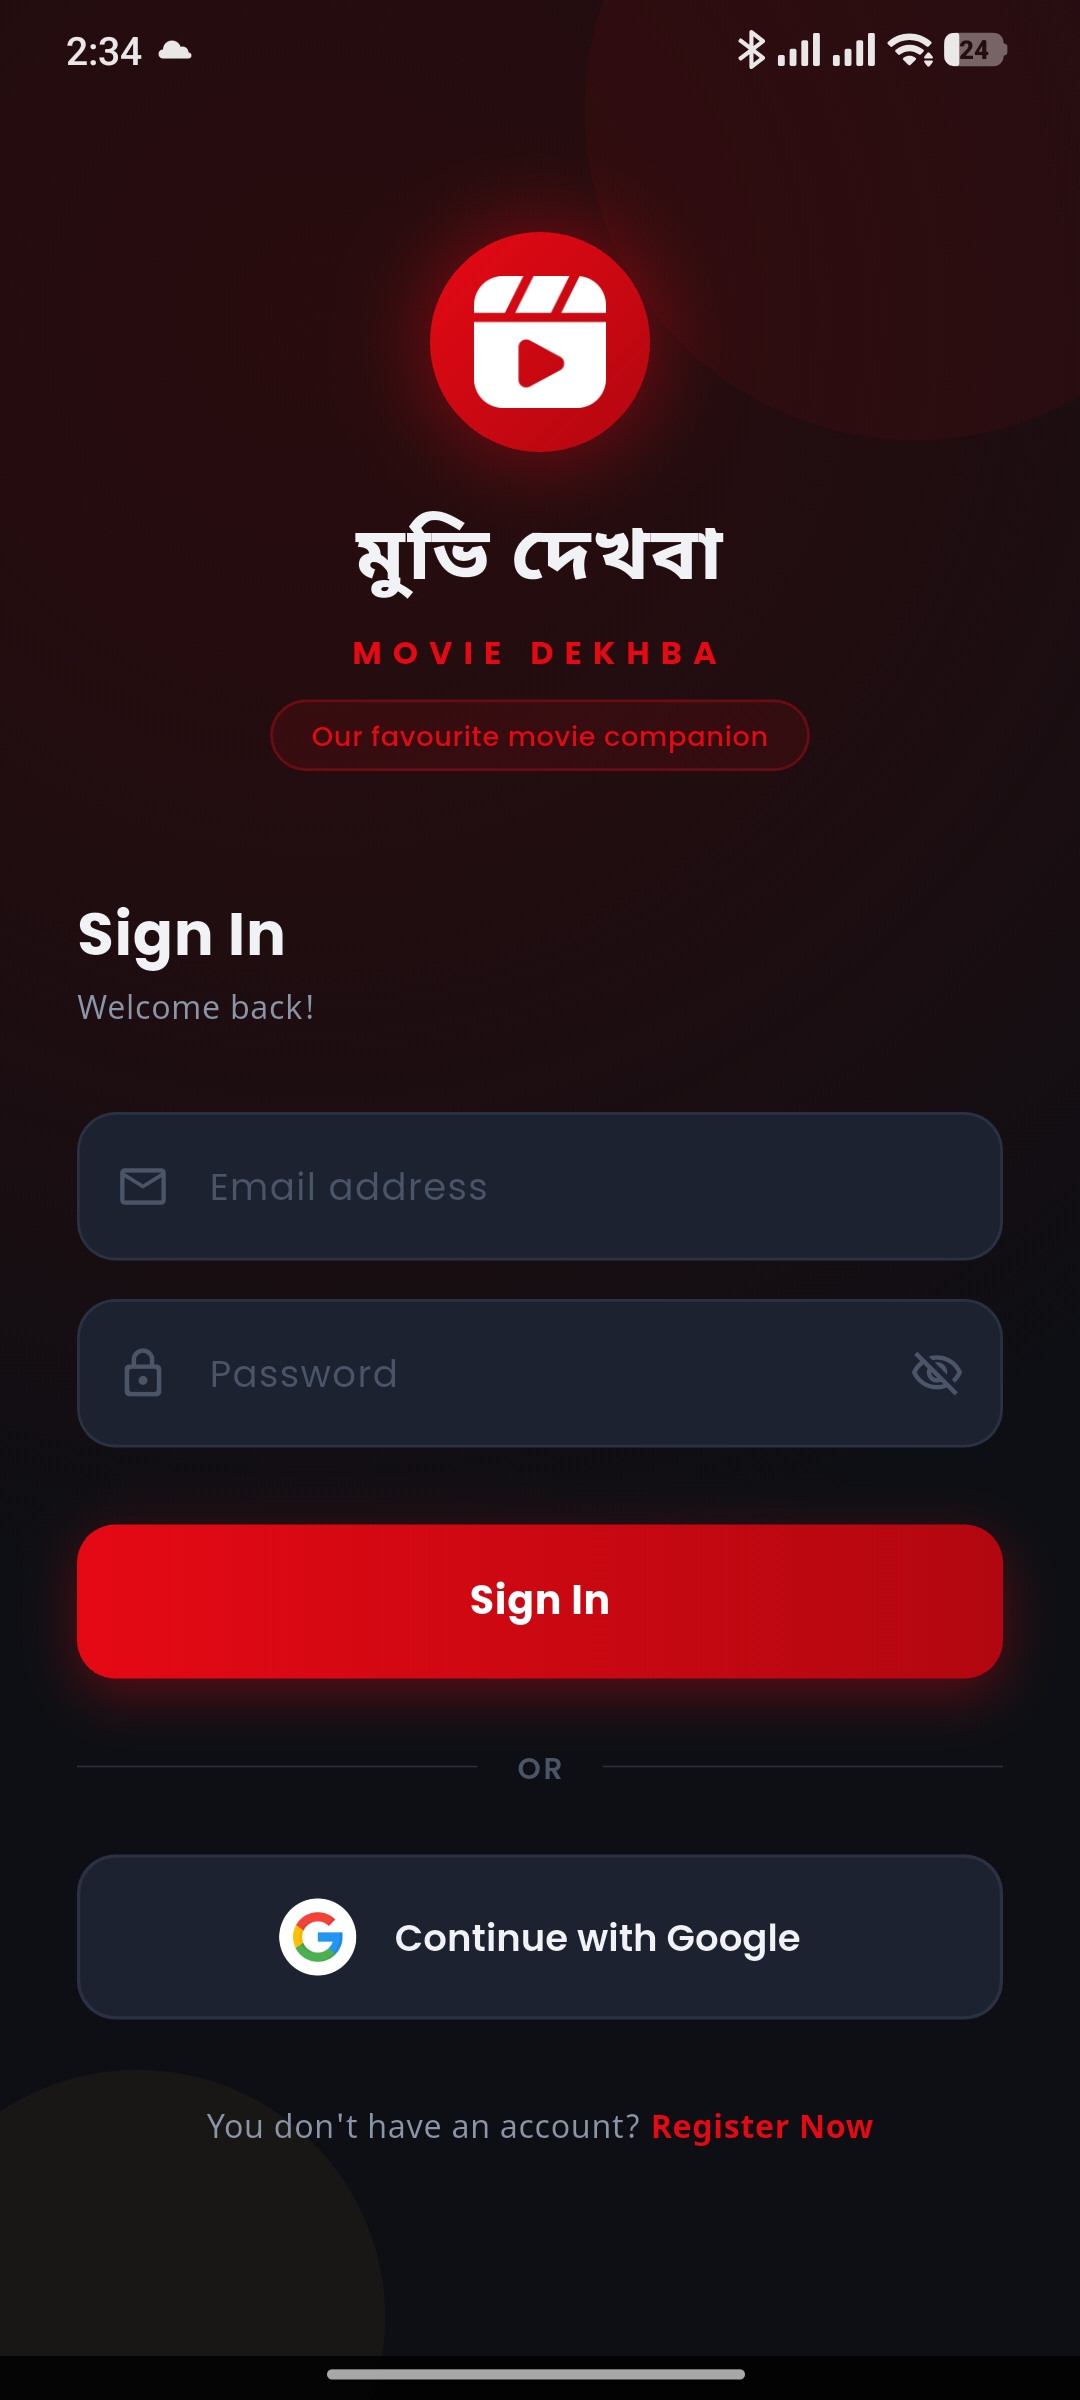 2:34
24
মুভি দেখবা
MOVIE DEKHBA
Our favourite movie companion
Sign In
Welcome back!
Email address
Password
Sign In
OR
Continue with Google
You don't have an account? Register Now